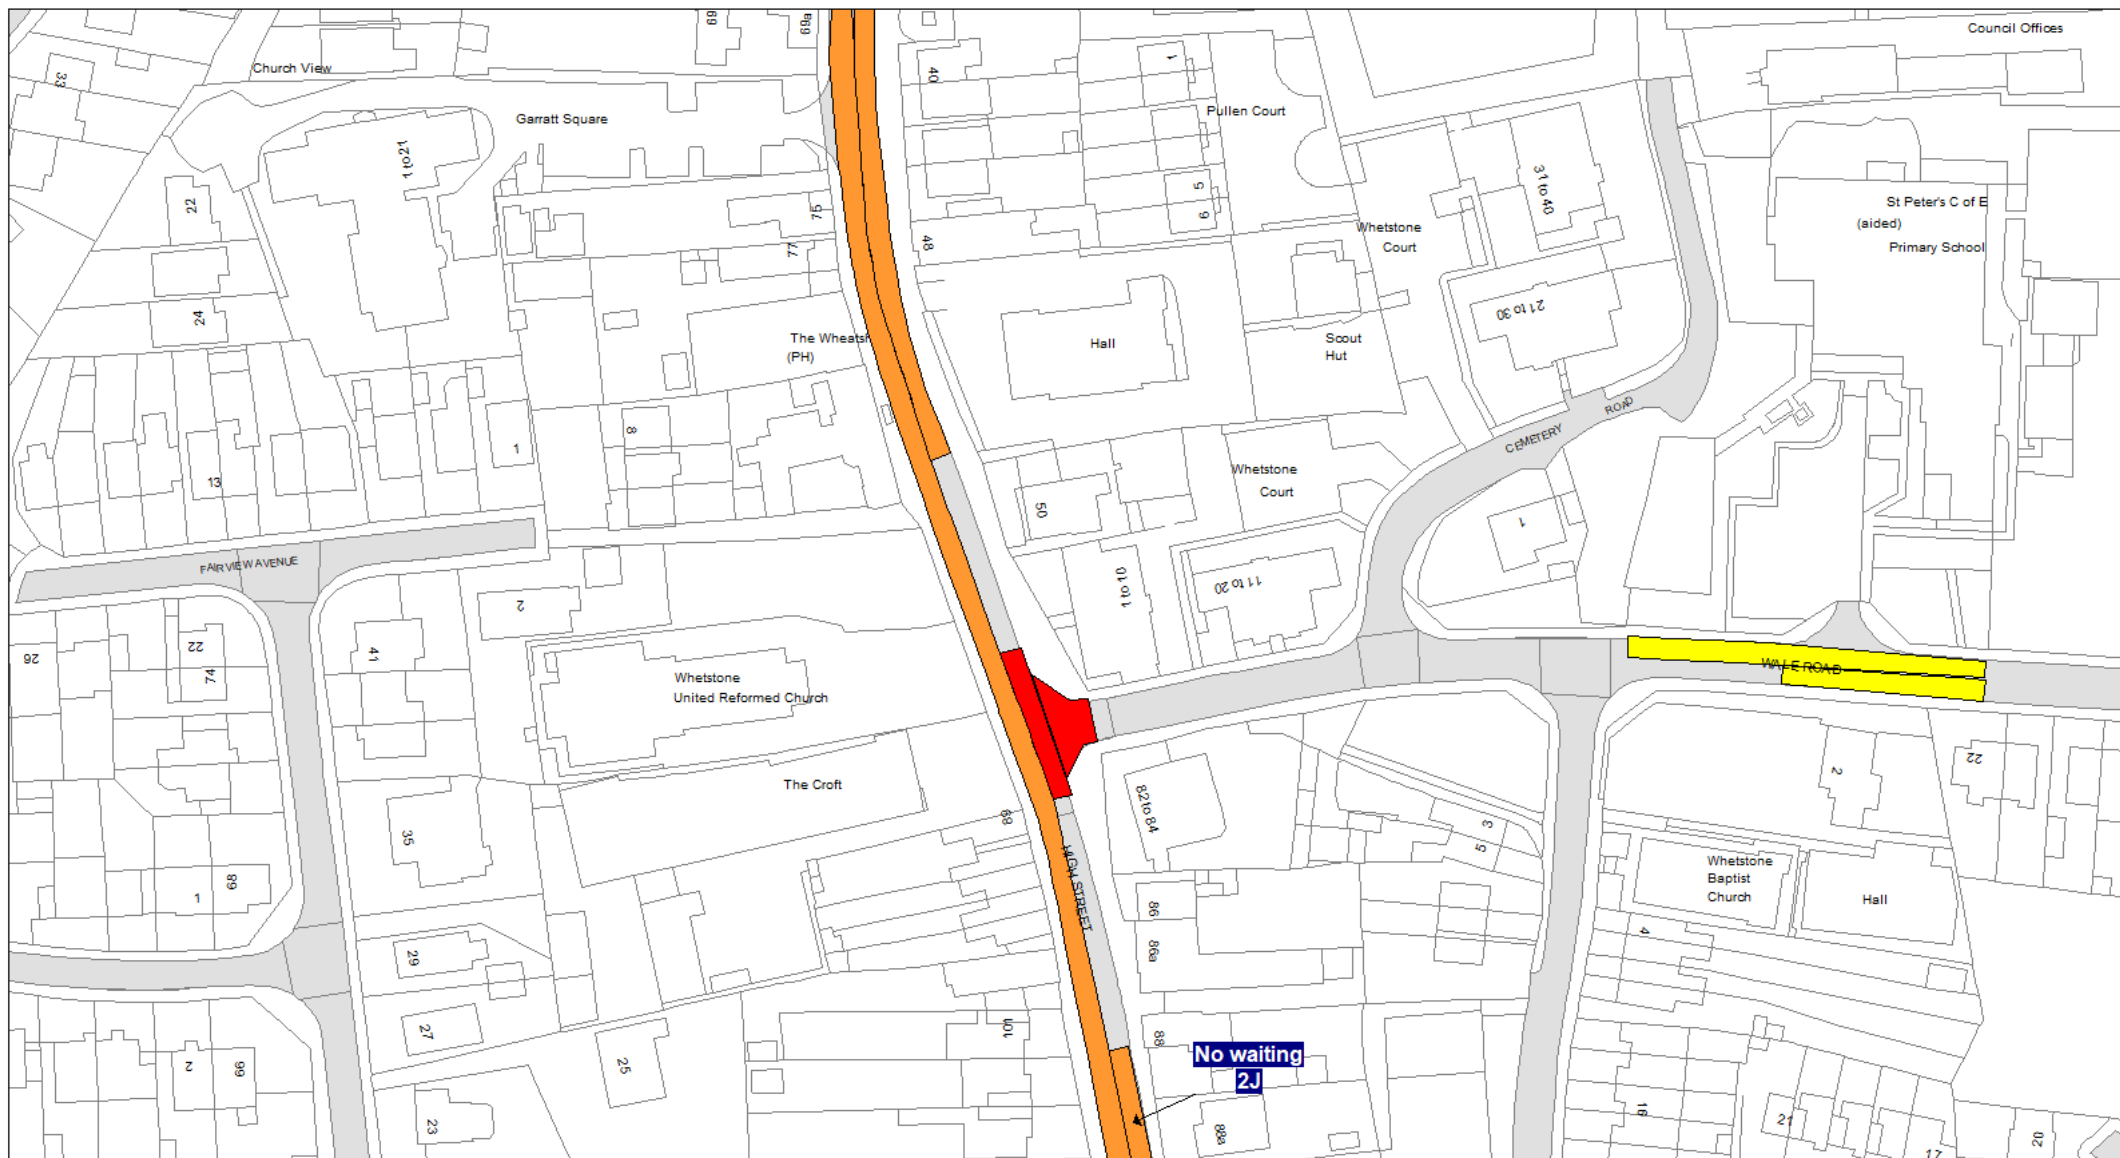 69
69a
Council Offices
33
Church View
40
1
Garratt Square
Pullen Court
1 to 21
31 to 40
22
75
5
6
St Peter's C of E
(aided)
Primary School
77
48
Whetstone
Court
24
21 to 30
The Wheatsh
(PH)
Hall
Scout
Hut
ROAD
CEMETERY
8
1
13
Whetstone
Court
50
1
FAIRVIEW AVENUE
1 to 10
11 to 20
2
22
74
26
41
WALE ROAD
Whetstone
United Reformed Church
The Croft
82 to 84
2
22
89
35
3
5
HIGH STREET
Whetstone
Baptist
Church
Hall
68
1
86
86a
4
29
27
101
88
No waiting
2J
2
66
25
23
88a
16
21
20
17